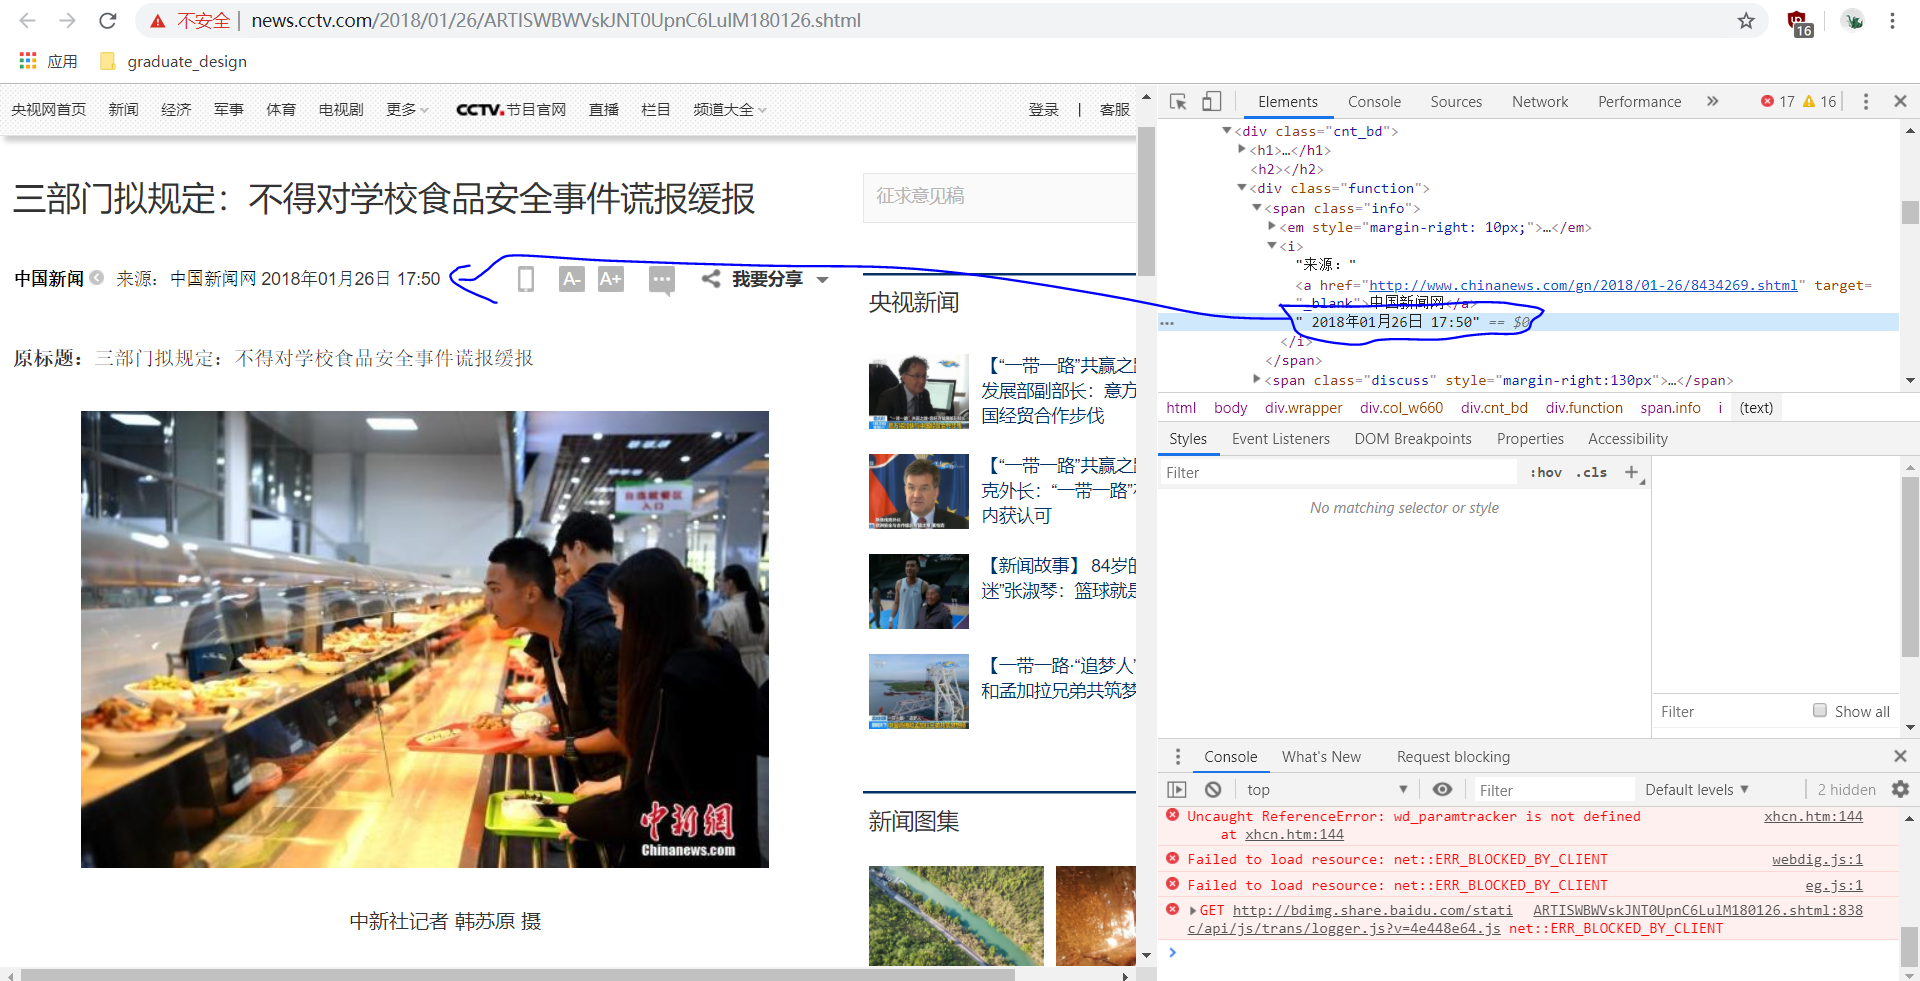 不安全 | news.cctv.com/2018/01/26/ARTISWBWVskJNT0UpnC6LulM180126.shtml
16
应用 graduate_design
央视网首页 新闻 经济 军事 体育 电视剧 更多 CCTV.节目官网 直播 栏目 频道大全 登录 | 客服
三部门拟规定：不得对学校食品安全事件谎报缓报
征求意见稿
中国新闻 来源：中国新闻网 2018年01月26日 17:50 A- A+ 我要分享
原标题：三部门拟规定：不得对学校食品安全事件谎报缓报
自选就餐区
入口
中新網
Chinanews.com
中新社记者 韩苏原 摄
央视新闻
【“一带一路”共赢之
发展部副部长：意方
国经贸合作步伐
【“一带一路”共赢之
克外长：“一带一路”
内获认可
【新闻故事】 84岁的
迷”张淑琴：篮球就是
【一带一路·“追梦人”
和孟加拉兄弟共筑梦
新闻图集
Elements Console Sources Network Performance » 17 16
<div class="cnt_bd">
<h1>…</h1>
<h2></h2>
<div class="function">
<span class="info">
<em style="margin-right: 10px;">…</em>
<i>
"来源："
<a href="http://www.chinanews.com/gn/2018/01-26/8434269.shtml" target=
"_blank">中国新闻网</a>
" 2018年01月26日 17:50" == $0
</i>
</span>
<span class="discuss" style="margin-right:130px">…</span>
html body div.wrapper div.col_w660 div.cnt_bd div.function span.info i (text)
Styles Event Listeners DOM Breakpoints Properties Accessibility
Filter :hov .cls +
No matching selector or style
Filter Show all
Console What's New Request blocking
top Filter Default levels 2 hidden
Uncaught ReferenceError: wd_paramtracker is not defined xhcn.htm:144
at xhcn.htm:144
Failed to load resource: net::ERR_BLOCKED_BY_CLIENT webdig.js:1
Failed to load resource: net::ERR_BLOCKED_BY_CLIENT eg.js:1
GET http://bdimg.share.baidu.com/stati ARTISWBWVskJNT0UpnC6LulM180126.shtml:838
c/api/js/trans/logger.js?v=4e448e64.js net::ERR_BLOCKED_BY_CLIENT